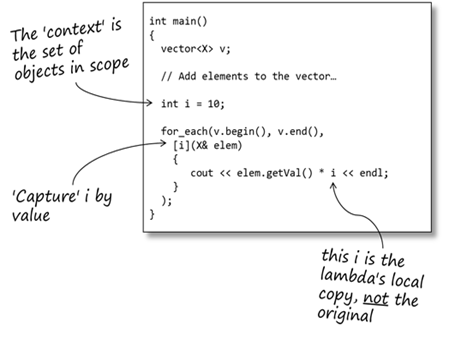 The 'context' is
the set of
objects in scope
int main()
{
vector<X> v;
// Add elements to the vector…
int i = 10;
for_each(v.begin(), v.end(),
[i](X& elem)
{
cout << elem.getVal() * i << endl;
}
);
}
'Capture' i by
value
this i is the
lambda's local
copy, not the
original